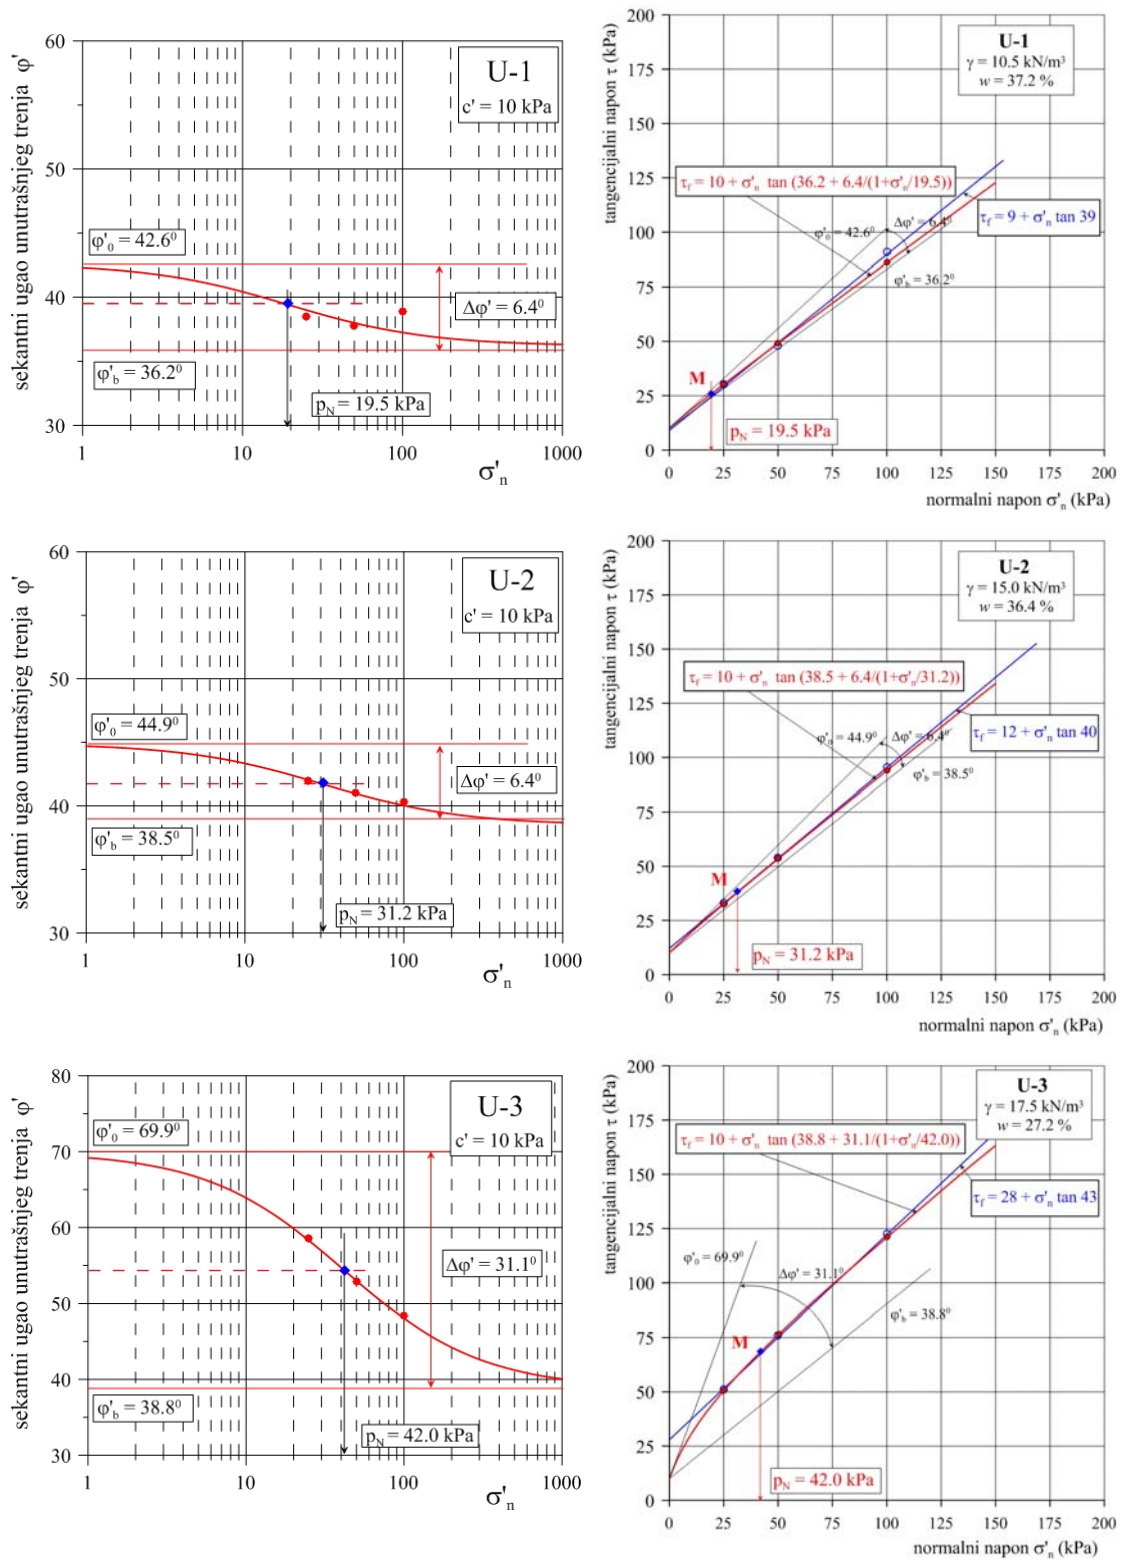 60
50
40
30
sekantni ugao unutrašnjeg trenja φ'
U-1
c' = 10 kPa
φ'₀ = 42.6⁰
Δφ' = 6.4⁰
φ'b = 36.2⁰
pN = 19.5 kPa
1
10
100
1000
σ'n
200
175
150
125
100
75
50
25
0
tangencijalni napon τ (kPa)
U-1
γ = 10.5 kN/m³
w = 37.2 %
τf = 10 + σ'n tan (36.2 + 6.4/(1+σ'n/19.5))
τf = 9 + σ'n tan 39
φ'₀ = 42.6⁰
Δφ' = 6.4⁰
φ'b = 36.2⁰
M
pN = 19.5 kPa
0
25
50
75
100
125
150
175
200
normalni napon σ'n (kPa)
60
50
40
30
sekantni ugao unutrašnjeg trenja φ'
U-2
c' = 10 kPa
φ'₀ = 44.9⁰
Δφ' = 6.4⁰
φ'b = 38.5⁰
pN = 31.2 kPa
1
10
100
1000
σ'n
200
175
150
125
100
75
50
25
0
tangencijalni napon τ (kPa)
U-2
γ = 15.0 kN/m³
w = 36.4 %
τf = 10 + σ'n tan (38.5 + 6.4/(1+σ'n/31.2))
τf = 12 + σ'n tan 40
φ'₀ = 44.9⁰
Δφ' = 6.4⁰
φ'b = 38.5⁰
M
pN = 31.2 kPa
0
25
50
75
100
125
150
175
200
normalni napon σ'n (kPa)
80
70
60
50
40
30
sekantni ugao unutrašnjeg trenja φ'
U-3
c' = 10 kPa
φ'₀ = 69.9⁰
Δφ' = 31.1⁰
φ'b = 38.8⁰
pN = 42.0 kPa
1
10
100
1000
σ'n
200
175
150
125
100
75
50
25
0
tangencijalni napon τ (kPa)
U-3
γ = 17.5 kN/m³
w = 27.2 %
τf = 10 + σ'n tan (38.8 + 31.1/(1+σ'n/42.0))
τf = 28 + σ'n tan 43
φ'₀ = 69.9⁰
Δφ' = 31.1⁰
φ'b = 38.8⁰
M
pN = 42.0 kPa
0
25
50
75
100
125
150
175
200
normalni napon σ'n (kPa)